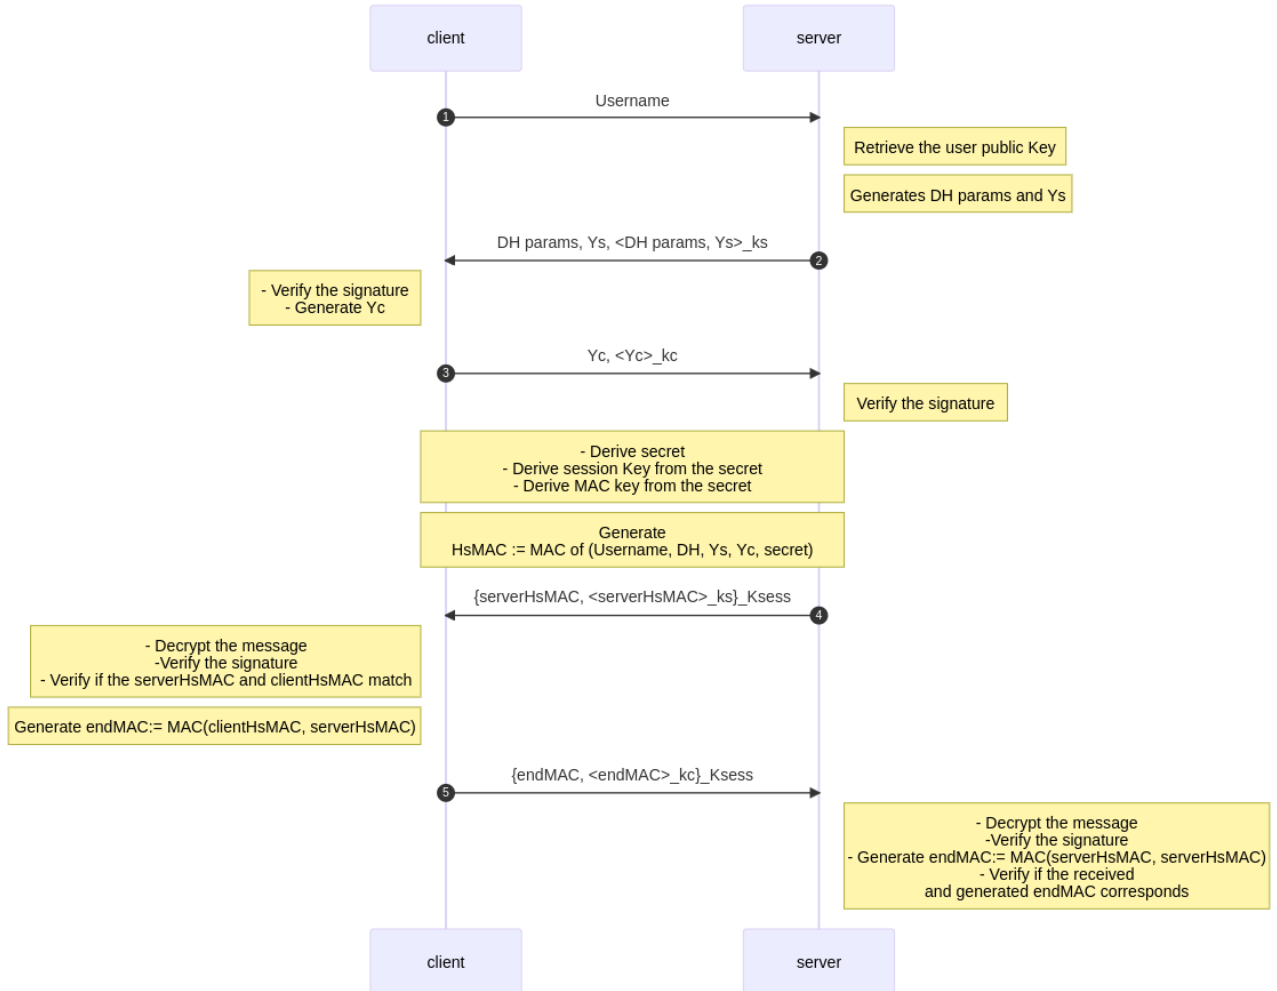 client
server
Username
1
Retrieve the user public Key
Generates DH params and Ys
DH params, Ys, <DH params, Ys>_ks
2
- Verify the signature
- Generate Yc
Yc, <Yc>_kc
3
Verify the signature
- Derive secret
- Derive session Key from the secret
- Derive MAC key from the secret
Generate
HsMAC := MAC of (Username, DH, Ys, Yc, secret)
{serverHsMAC, <serverHsMAC>_ks}_Ksess
4
- Decrypt the message
-Verify the signature
- Verify if the serverHsMAC and clientHsMAC match
Generate endMAC:= MAC(clientHsMAC, serverHsMAC)
{endMAC, <endMAC>_kc}_Ksess
5
- Decrypt the message
-Verify the signature
- Generate endMAC:= MAC(serverHsMAC, serverHsMAC)
- Verify if the received
and generated endMAC corresponds
client
server